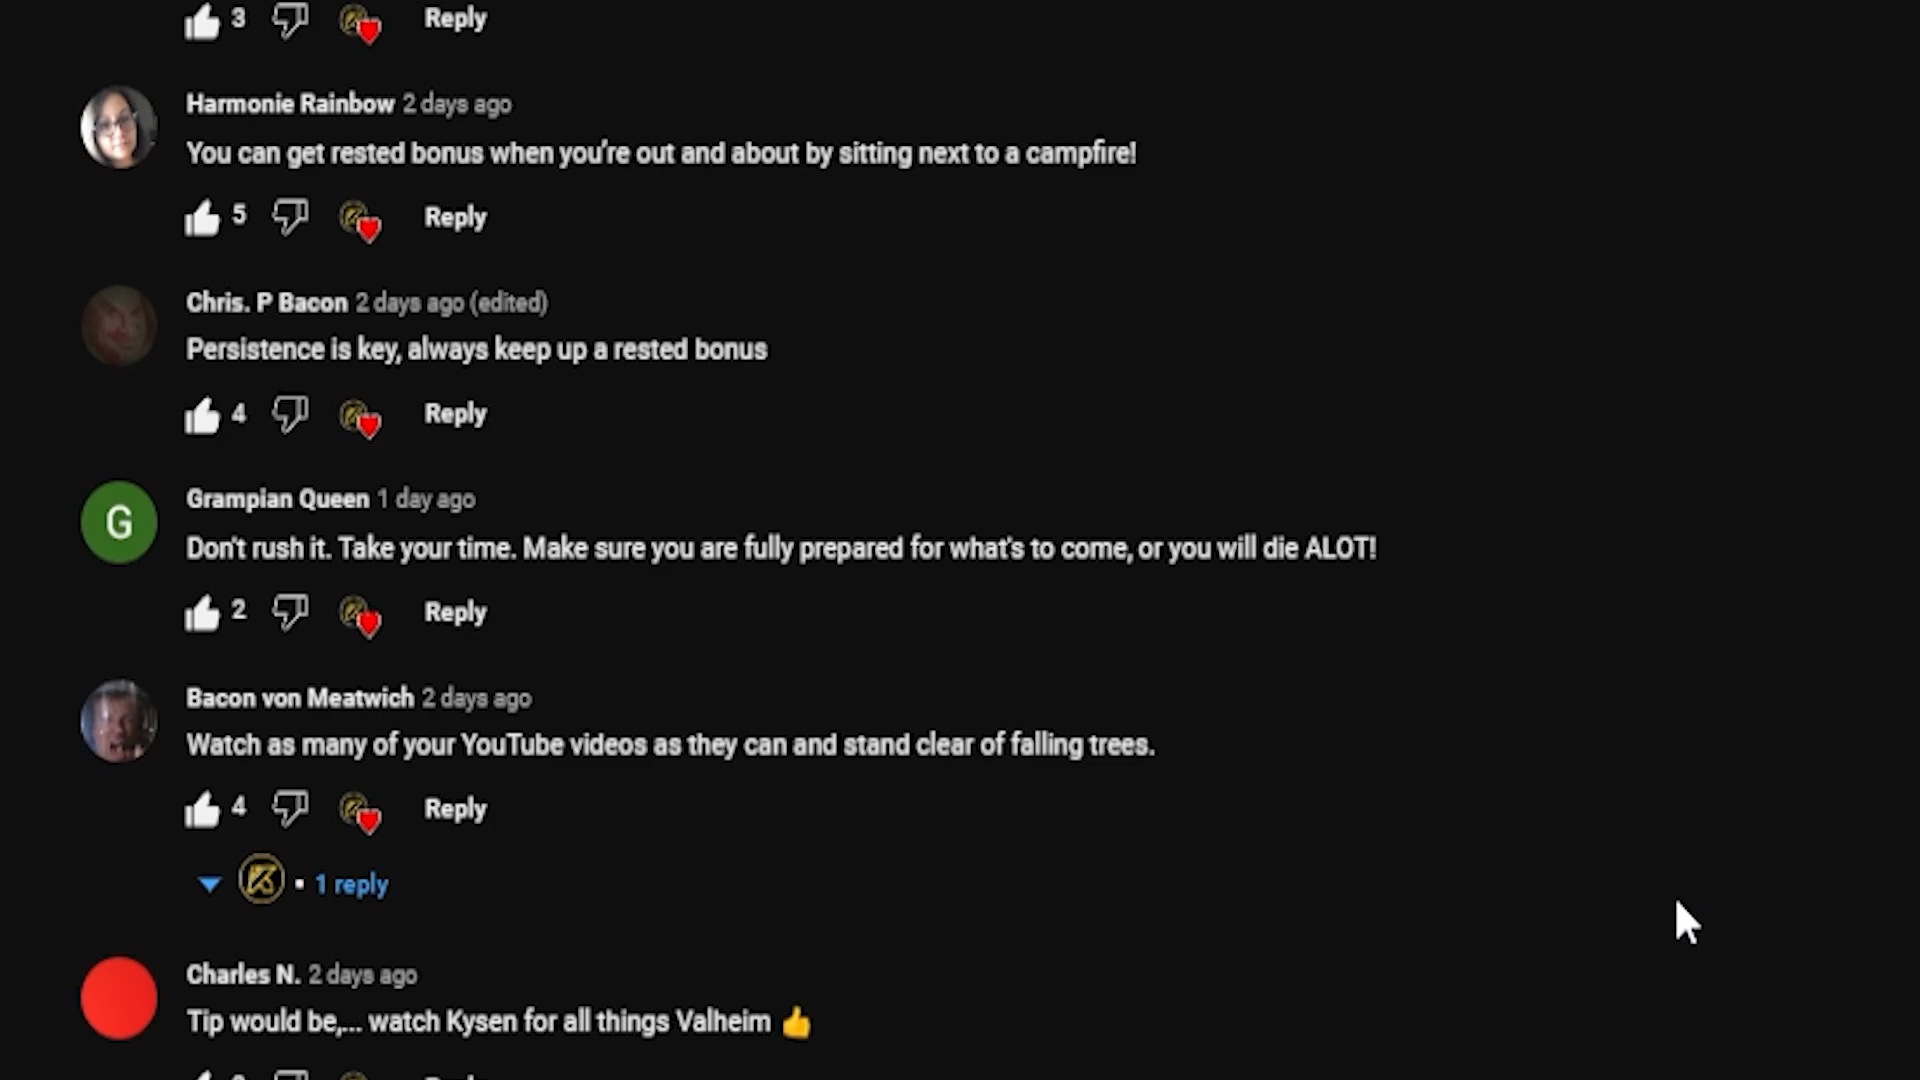 3 Reply
Harmonie Rainbow 2 days ago
You can get rested bonus when you're out and about by sitting next to a campfire!
5 Reply
Chris. P Bacon 2 days ago (edited)
Persistence is key, always keep up a rested bonus
4 Reply
G
Grampian Queen 1 day ago
Don't rush it. Take your time. Make sure you are fully prepared for what's to come, or you will die ALOT!
2 Reply
Bacon von Meatwich 2 days ago
Watch as many of your YouTube videos as they can and stand clear of falling trees.
4 Reply
1 reply
Charles N. 2 days ago
Tip would be,... watch Kysen for all things Valheim 👍